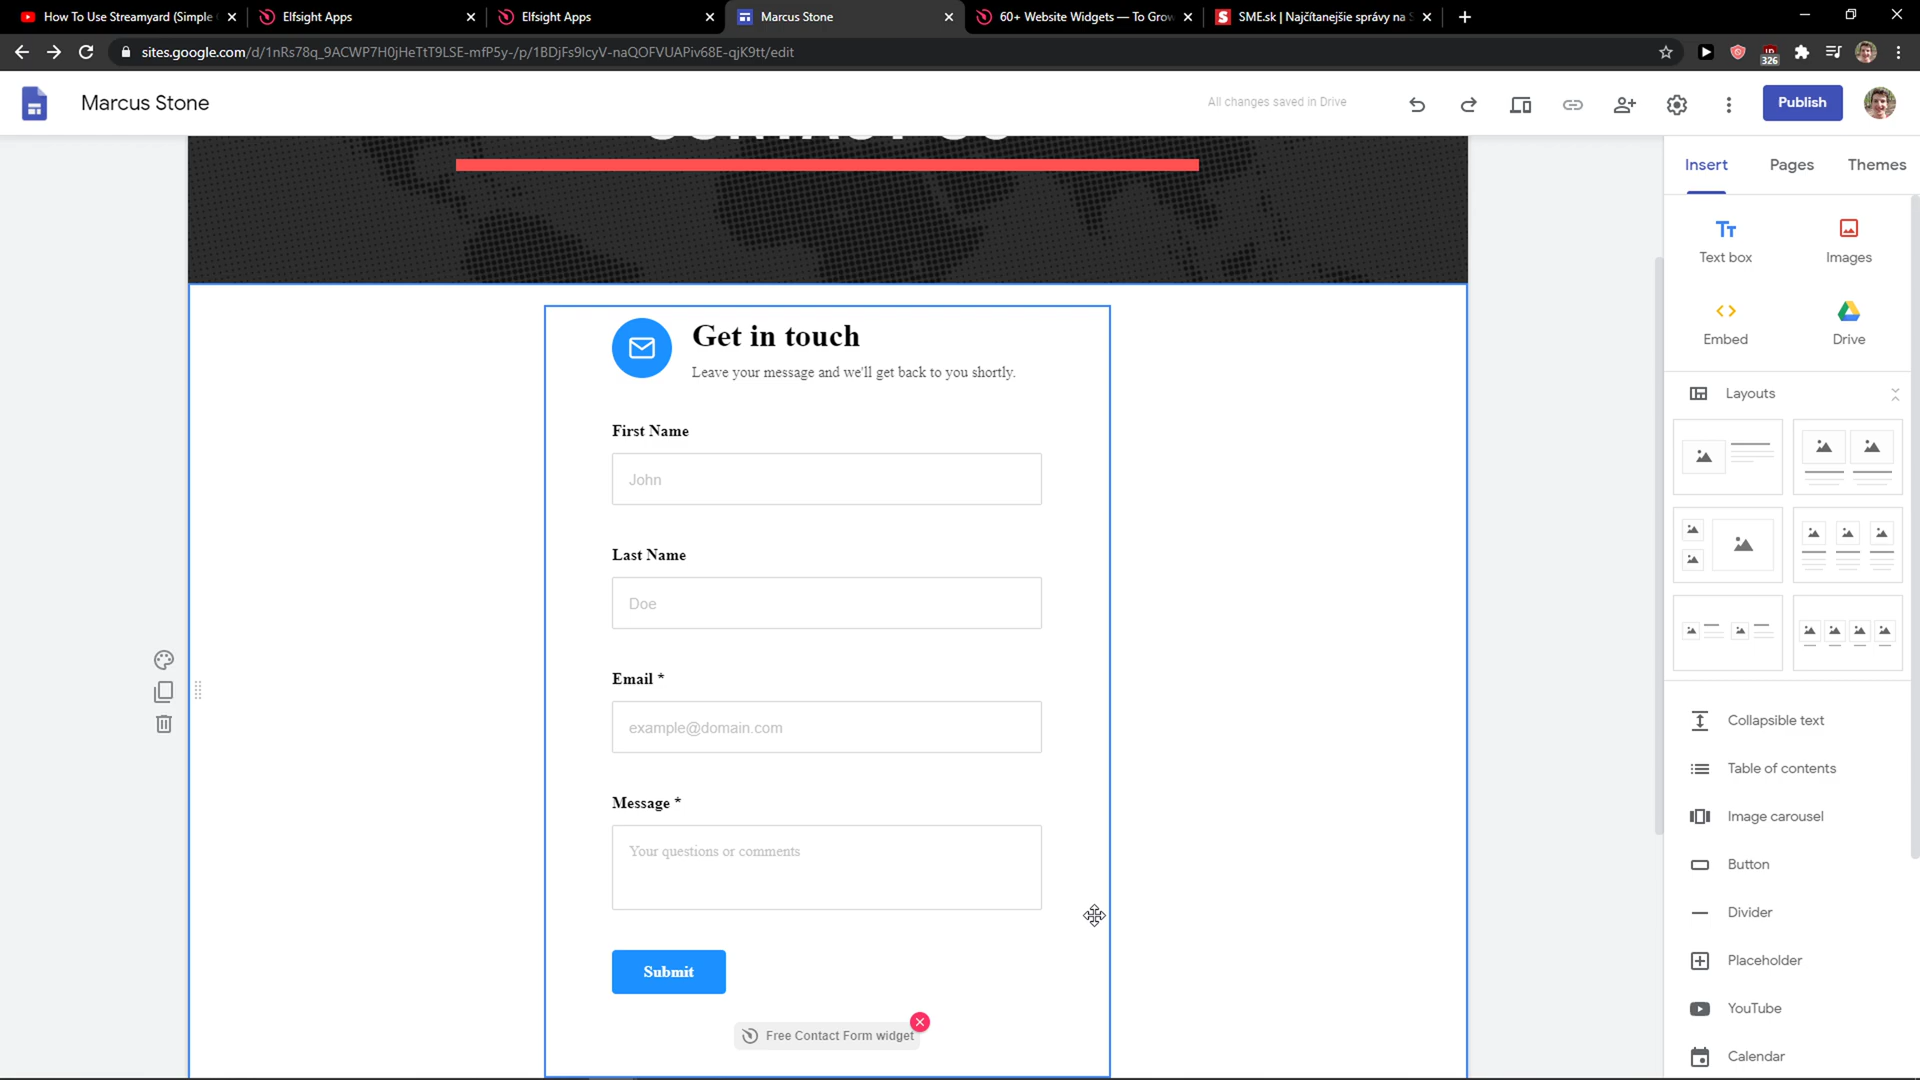 How To Use Streamyard (Simple
Elfsight Apps
Elfsight Apps
Marcus Stone
60+ Website Widgets — To Grow
SME.sk | Najčítanejšie správy na S
sites.google.com/d/1nRs78q_9ACWP7H0jHeTtT9LSE-mfP5y-/p/1BDjFs9lcyV-naQOFVUAPiv68E-qjK9tt/edit
326
Marcus Stone
All changes saved in Drive
Publish
CONTACT US
Insert
Pages
Themes
Text box
Images
Embed
Drive
Layouts
Get in touch
Leave your message and we'll get back to you shortly.
First Name
John
Last Name
Doe
Email *
example@domain.com
Message *
Your questions or comments
Submit
Free Contact Form widget
Collapsible text
Table of contents
Image carousel
Button
Divider
Placeholder
YouTube
Calendar